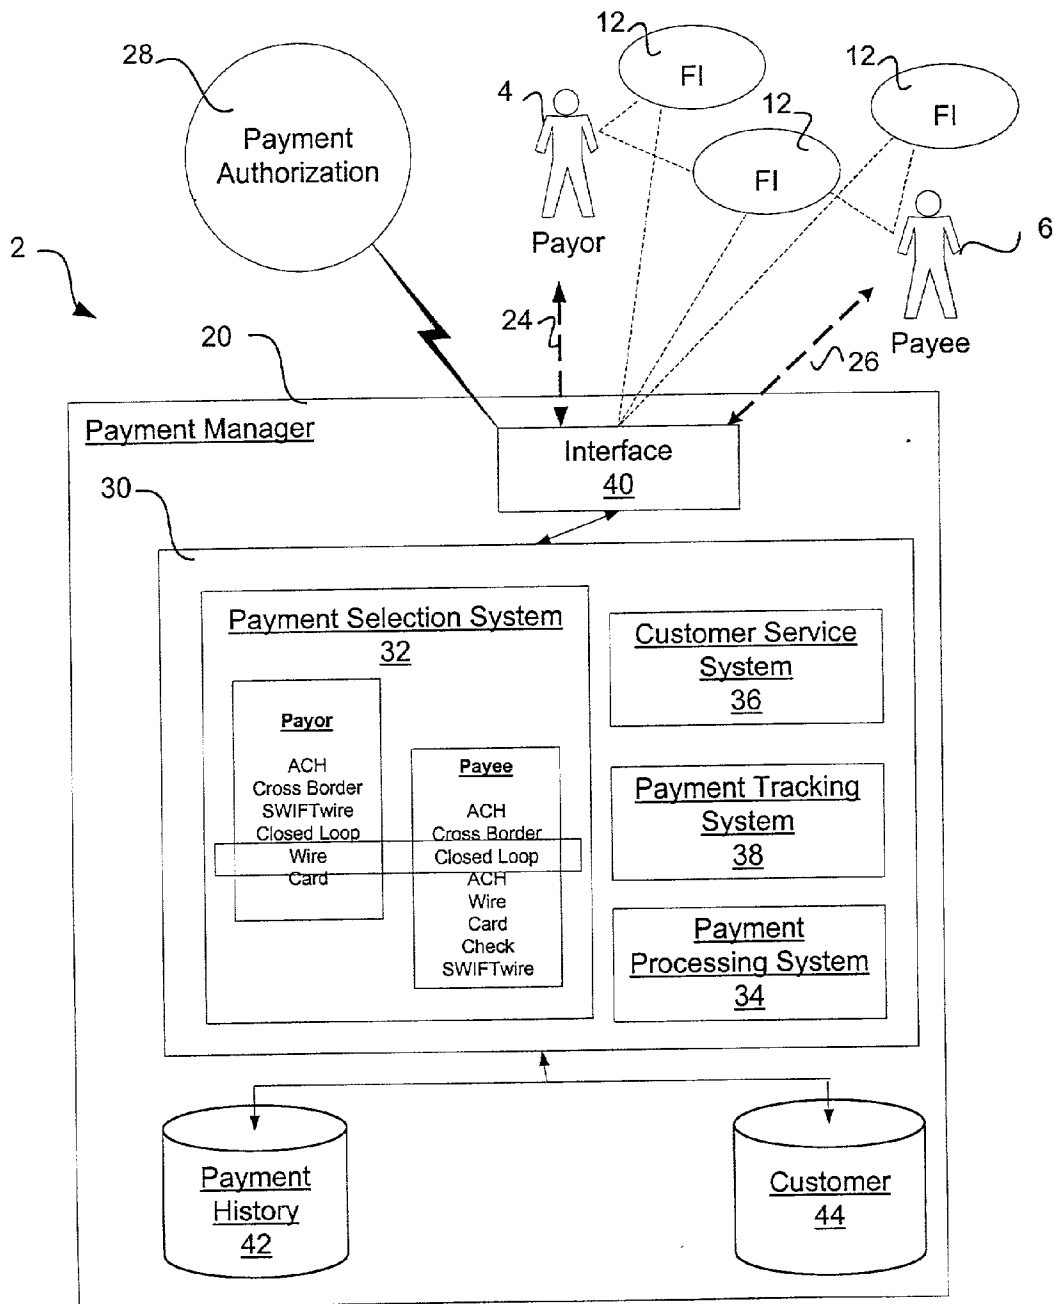 28
Payment
Authorization
12
FI
4
12
FI
12
FI
Payor
6
Payee
2
24
26
20
Payment Manager
Interface
40
30
Payment Selection System
32
Payor
ACH
Cross Border
SWIFTwire
Closed Loop
Wire
Card
Payee
ACH
Cross Border
Closed Loop
ACH
Wire
Card
Check
SWIFTwire
Customer Service
System
36
Payment Tracking
System
38
Payment
Processing System
34
Payment
History
42
Customer
44